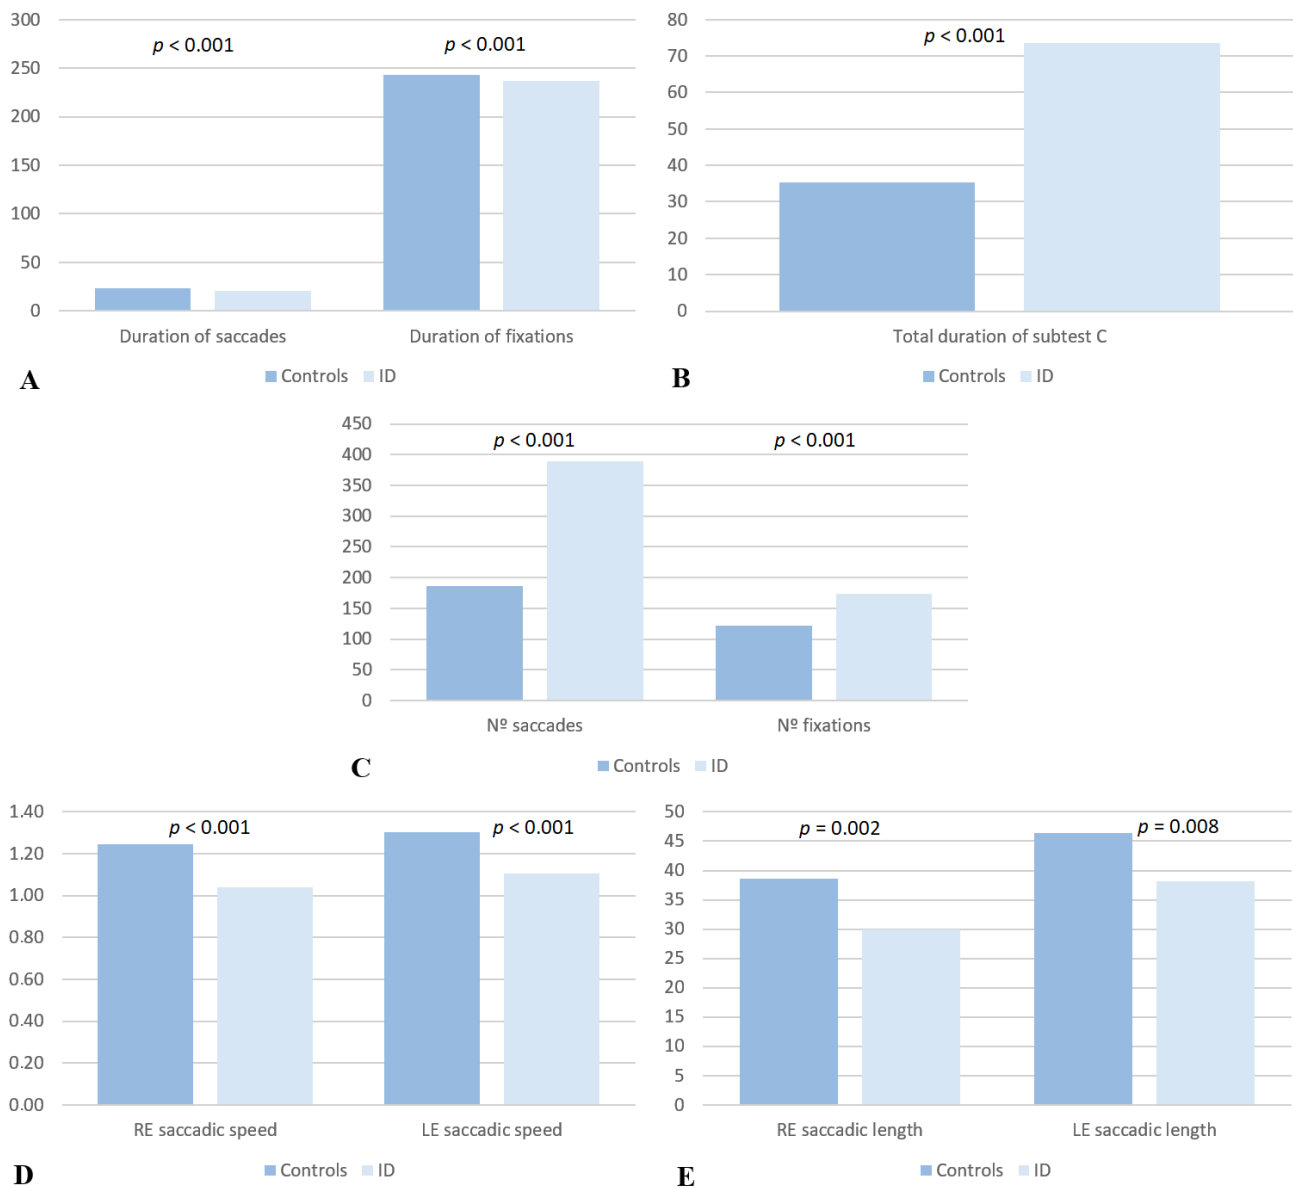 300
250
200
150
100
50
0
p < 0.001
p < 0.001
Duration of saccades
Duration of fixations
Controls
ID
A
80
70
60
50
40
30
20
10
0
p < 0.001
Total duration of subtest C
Controls
ID
B
450
400
350
300
250
200
150
100
50
0
p < 0.001
p < 0.001
Nº saccades
Nº fixations
Controls
ID
C
1.40
1.20
1.00
0.80
0.60
0.40
0.20
0.00
p < 0.001
p < 0.001
RE saccadic speed
LE saccadic speed
Controls
ID
D
50
45
40
35
30
25
20
15
10
5
0
p = 0.002
p = 0.008
RE saccadic length
LE saccadic length
Controls
ID
E